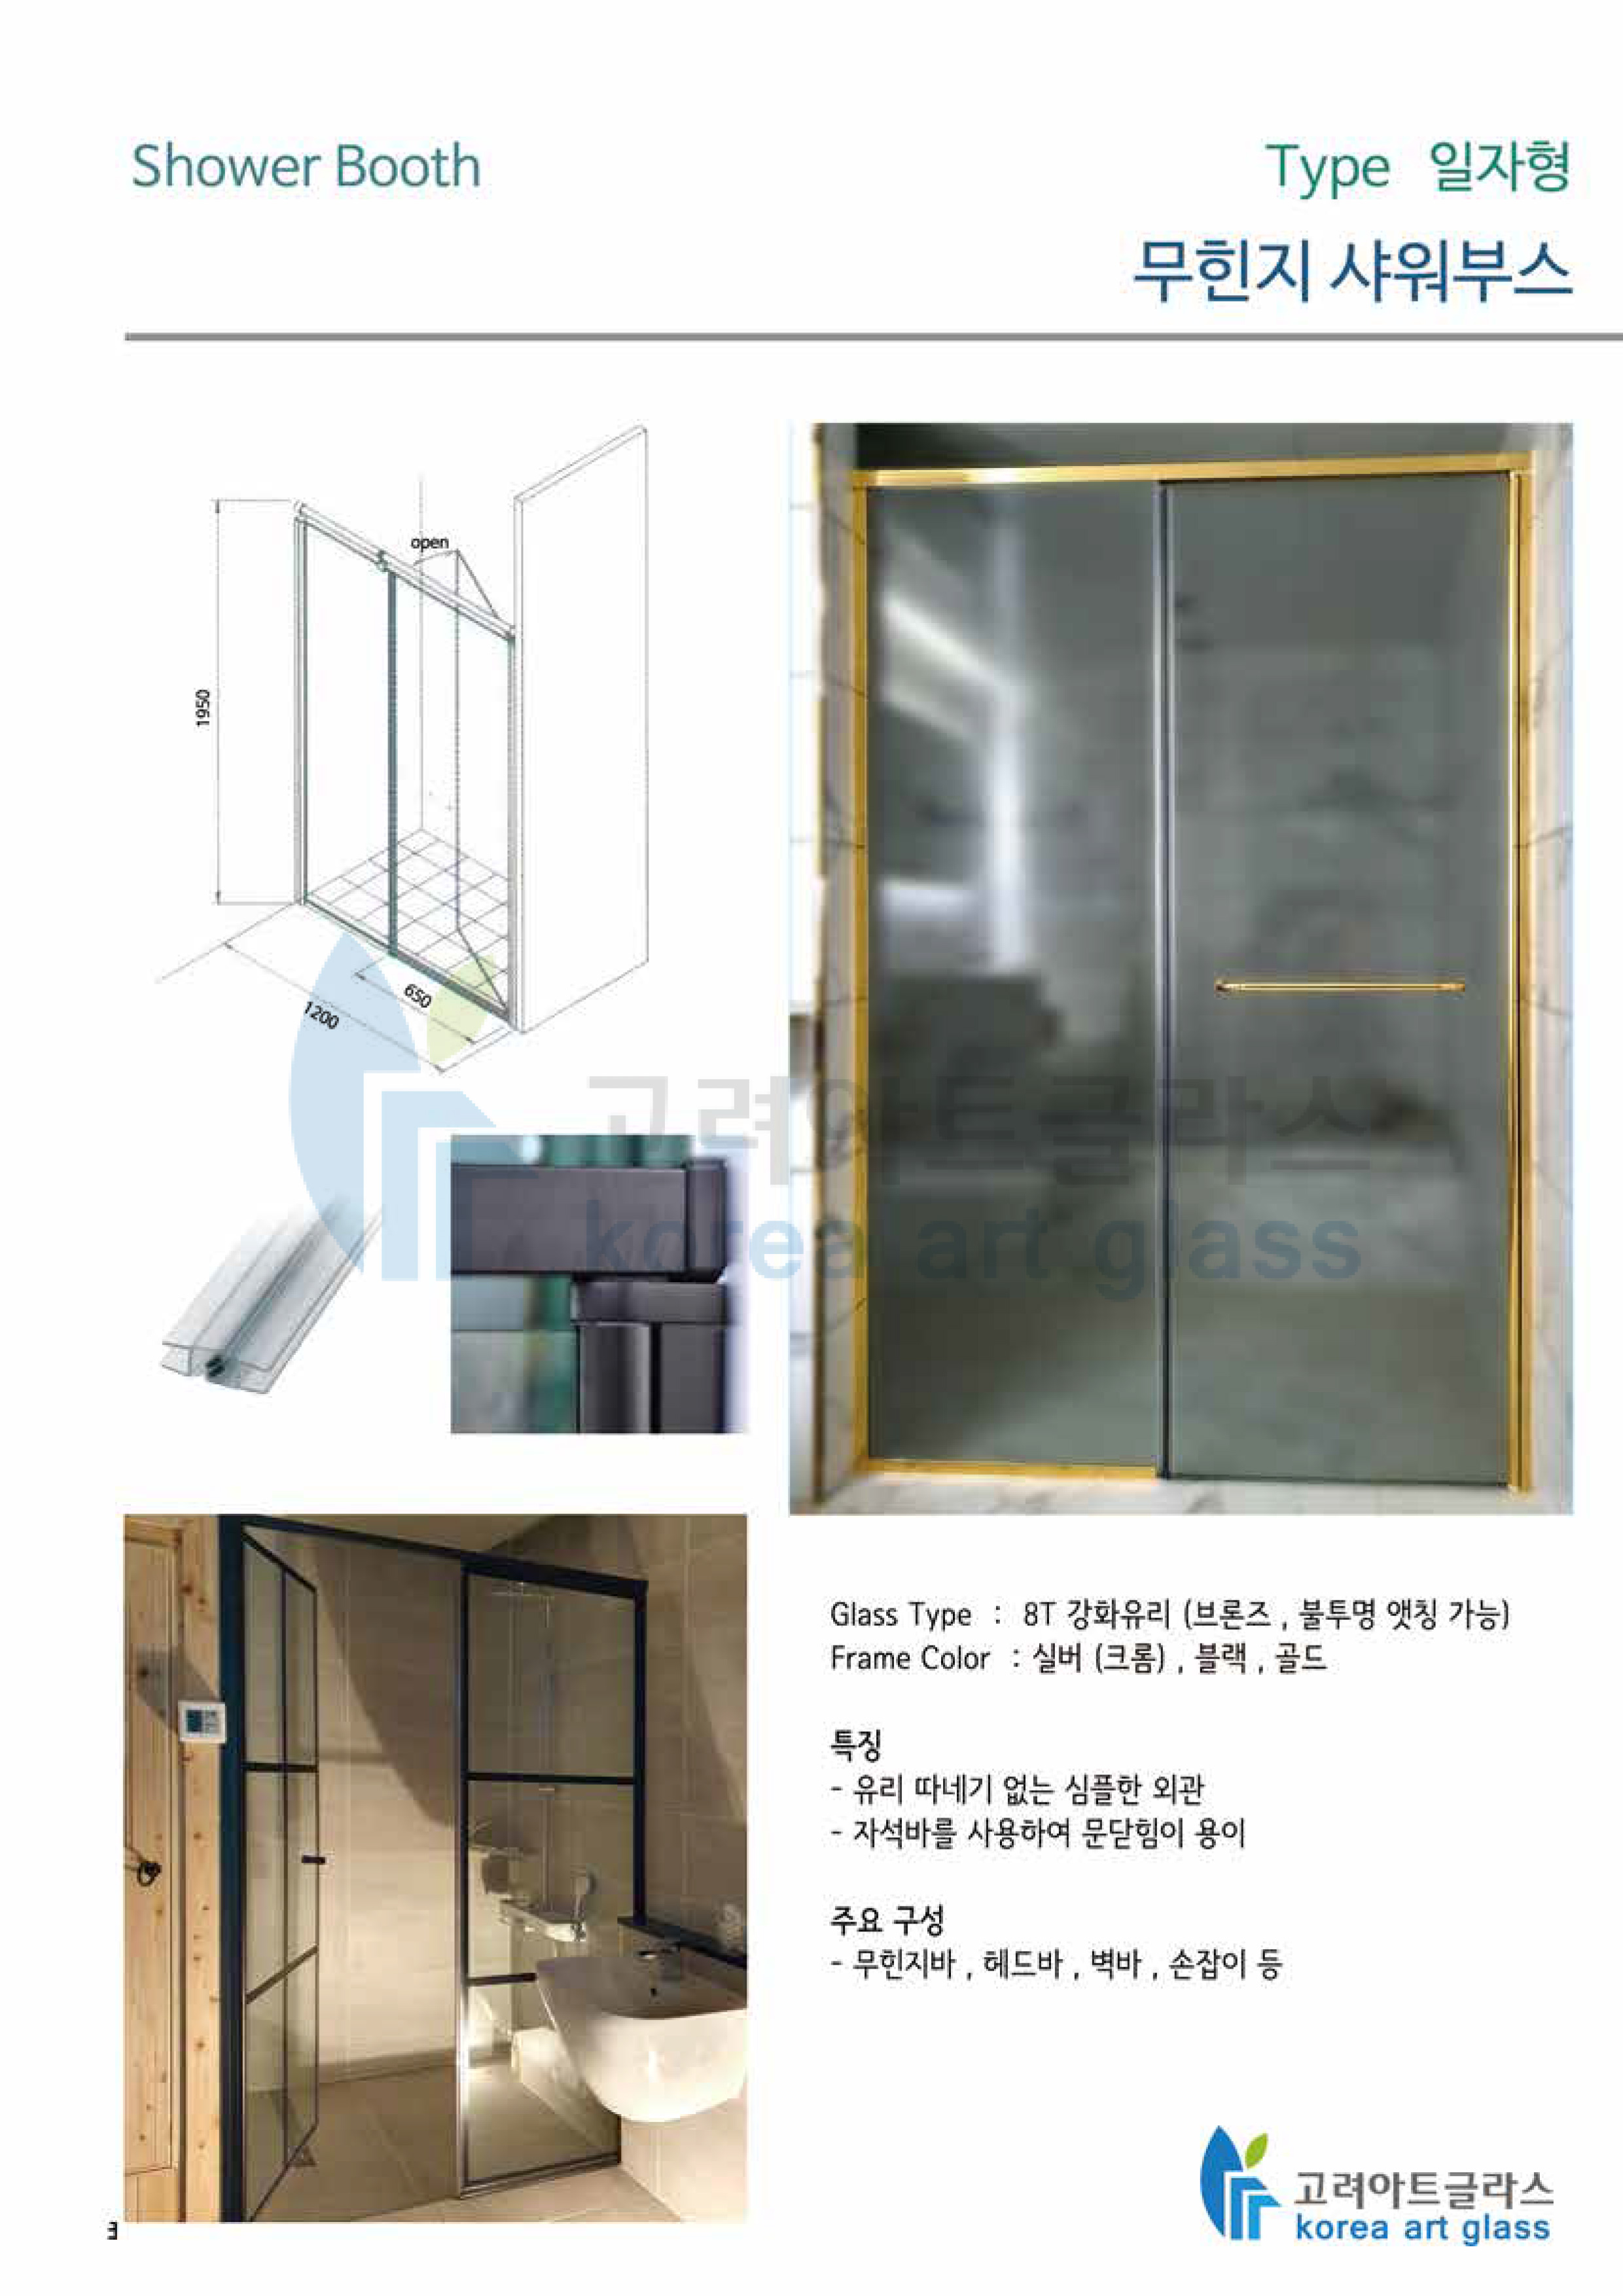 Shower Booth
Type 일자형
무힌지 샤워부스
open
1950
650
1200
고려아트글라스
korea art glass
Glass Type : 8T 강화유리 (브론즈 , 불투명 앳칭 가능)
Frame Color : 실버 (크롬) , 블랙 , 골드
특징
- 유리 따네기 없는 심플한 외관
- 자석바를 사용하여 문닫힘이 용이
주요 구성
- 무힌지바 , 헤드바 , 벽바 , 손잡이 등
고려아트글라스
korea art glass